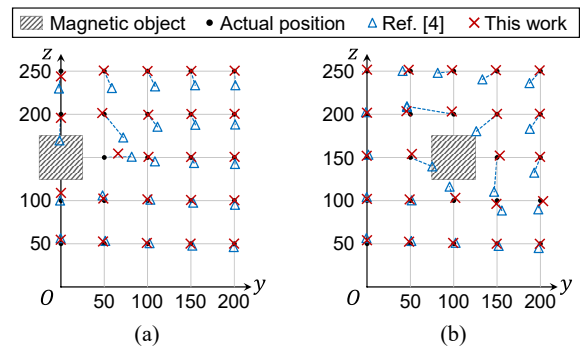 Magnetic object • Actual position △ Ref. [4] × This work
z z
250 250
200 200
150 150
100 100
50 50
O 50 100 150 200 y O 50 100 150 200 y
(a) (b)